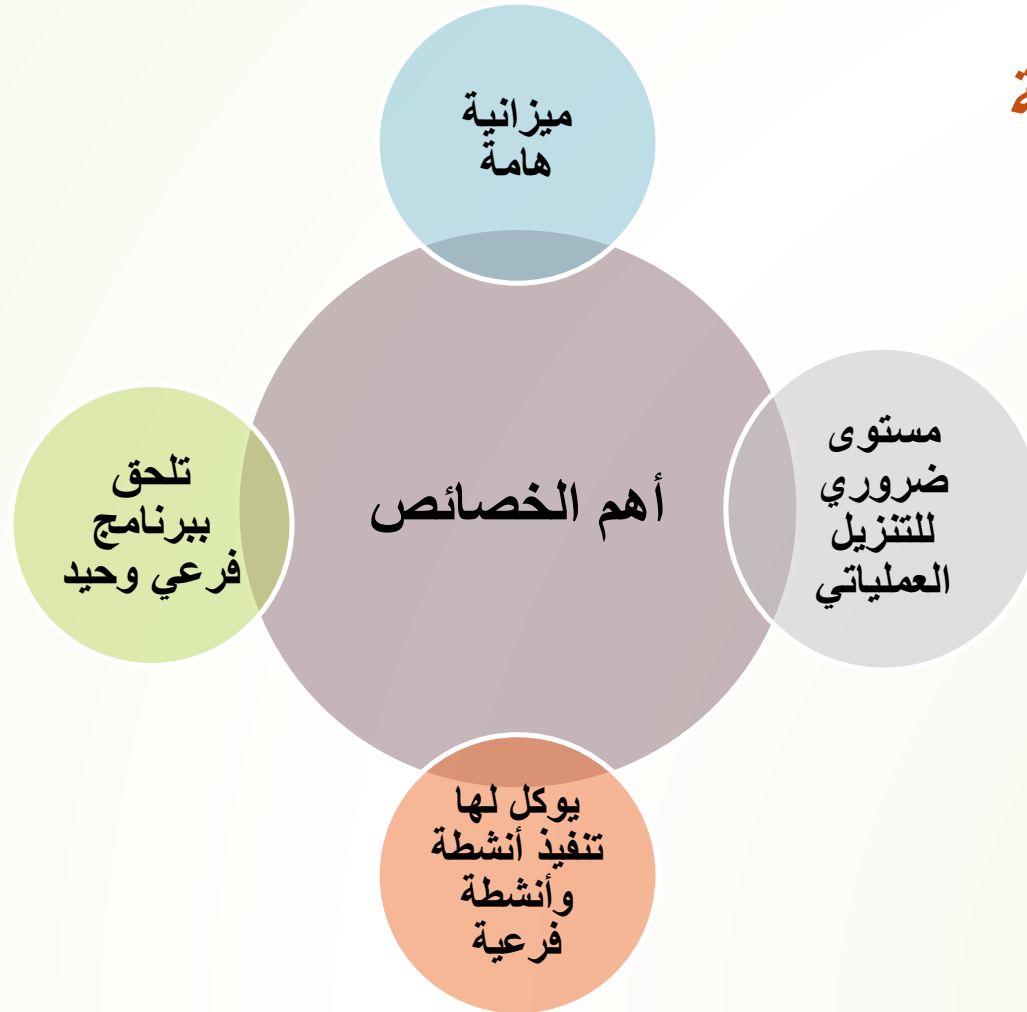 ميزانية
هامة
مستوى
ضروري
للتنزيل
العملياتي
أهم الخصائص
تلحق
ببرنامج
فرعي وحيد
يوكل لها
تنفيذ أنشطة
وأنشطة
فرعية